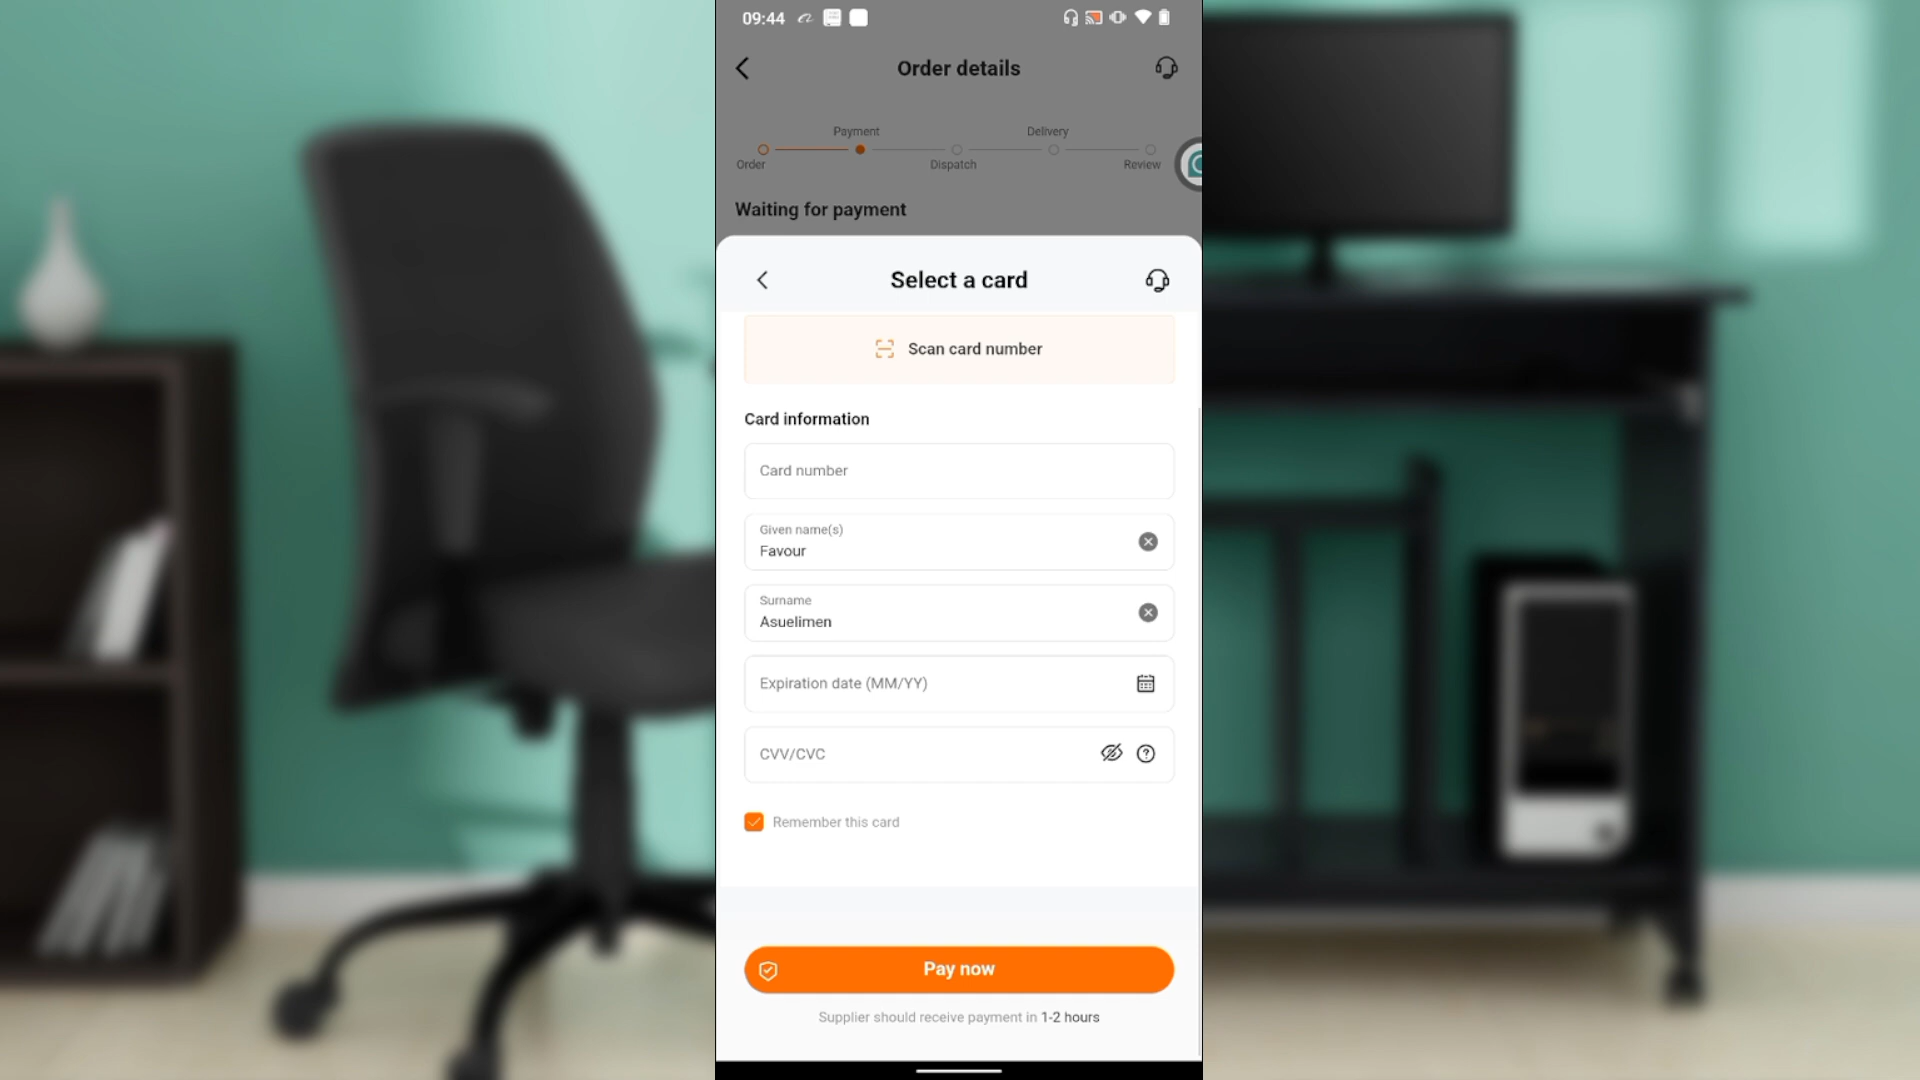 09:44
Order details
Payment
Delivery
Order
Dispatch
Review
Waiting for payment
Select a card
Scan card number
Card information
Card number
Given name(s)
Favour
Surname
Asuelimen
Expiration date (MM/YY)
CVV/CVC
Remember this card
Pay now
Supplier should receive payment in 1-2 hours